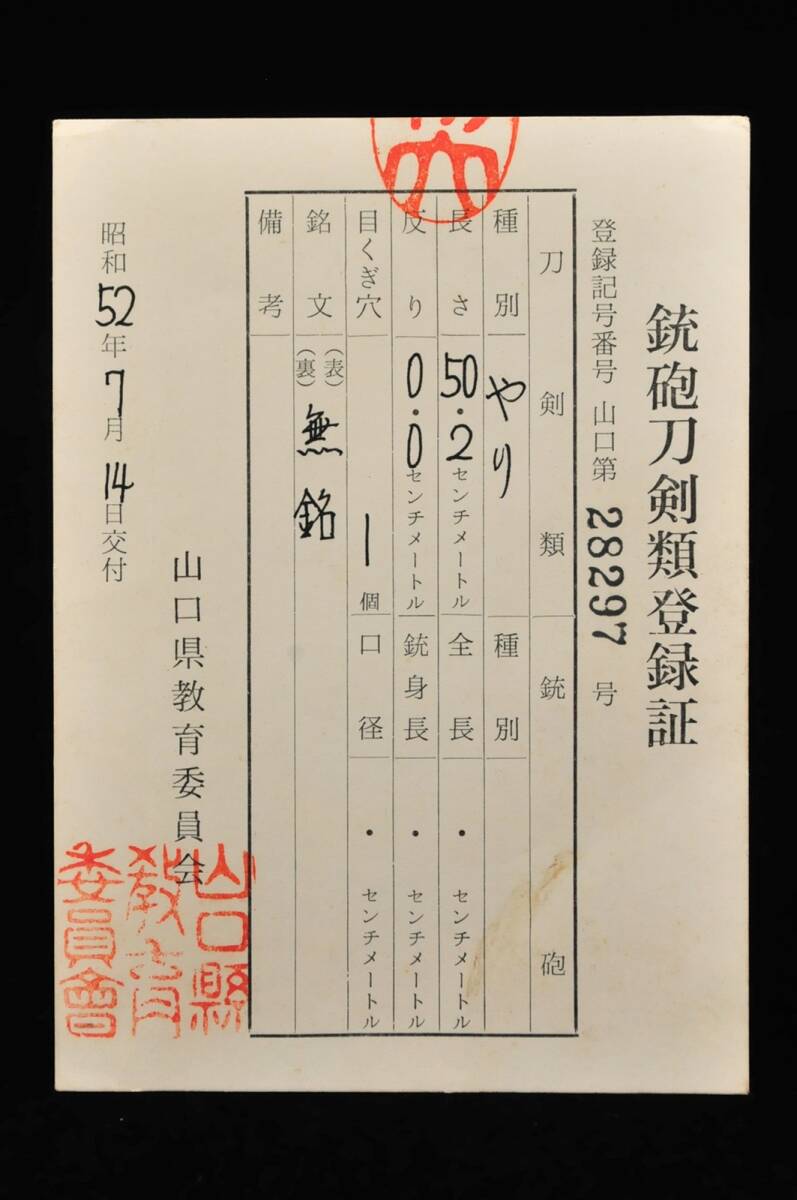 銃砲刀剣類登録証
登録記号番号 山口第 28297 号
刀剣類 銃砲
種別 やり 種別
長さ 50.2 センチメートル 全長 ・ センチメートル
反り 0.0 センチメートル 銃身長 ・ センチメートル
目くぎ穴 1 個 口径 ・ センチメートル
銘文 (表) (裏) 無銘
備考
昭和52年7月14日交付
山口県教育委員会
山口縣
教育
委員會